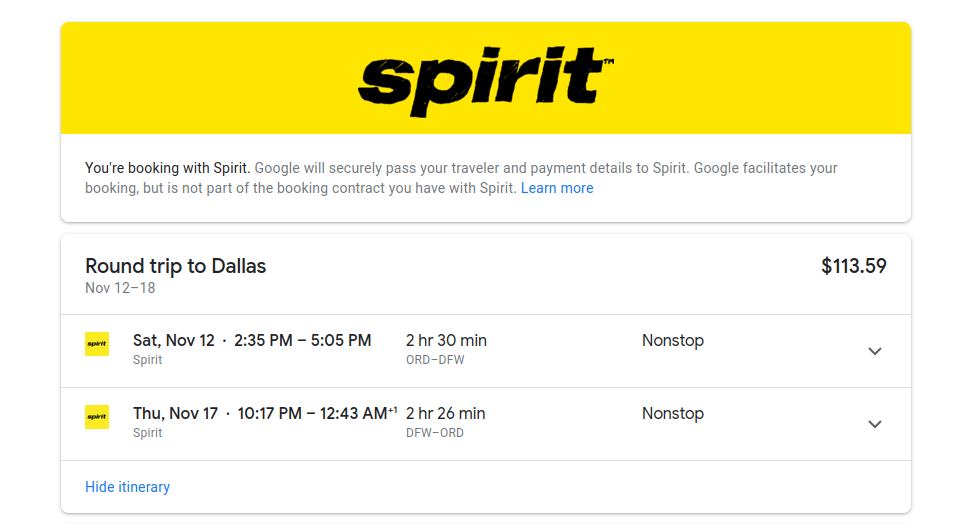 spirit™
You're booking with Spirit. Google will securely pass your traveler and payment details to Spirit. Google facilitates your
booking, but is not part of the booking contract you have with Spirit. Learn more
Round trip to Dallas $113.59
Nov 12–18
spirit Sat, Nov 12 · 2:35 PM – 5:05 PM 2 hr 30 min Nonstop
Spirit ORD–DFW
spirit Thu, Nov 17 · 10:17 PM – 12:43 AM+1 2 hr 26 min Nonstop
Spirit DFW–ORD
Hide itinerary